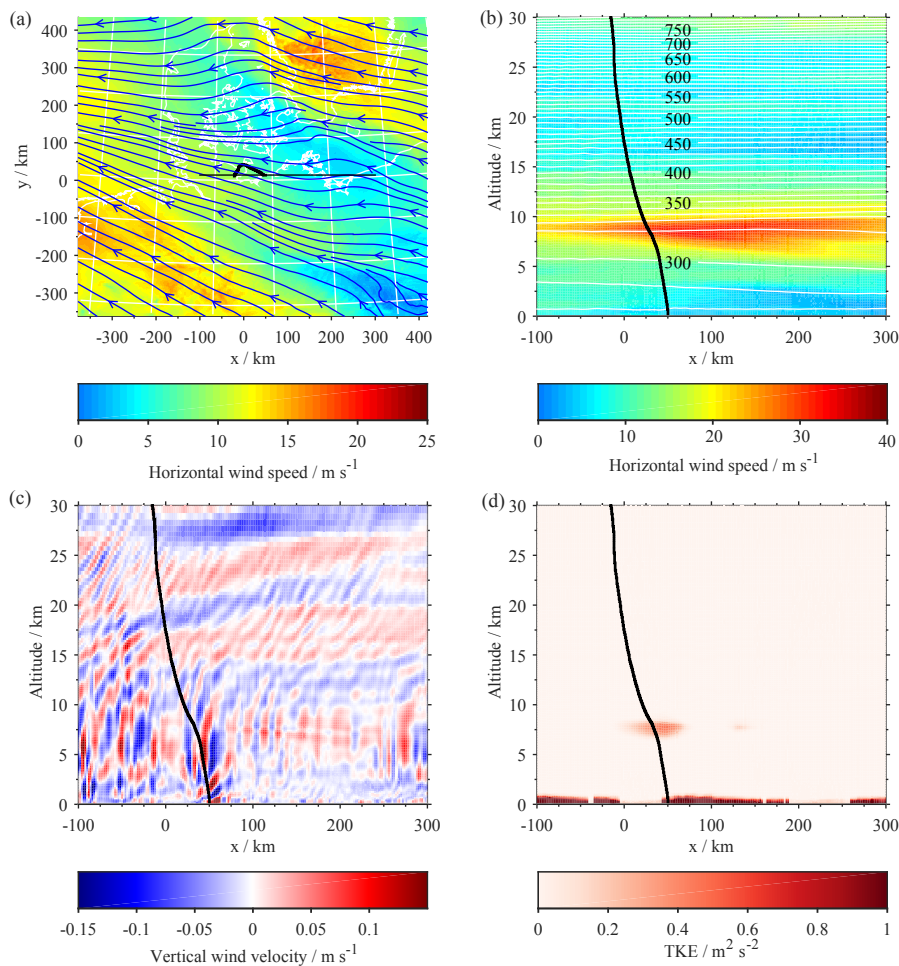 (a)
400
300
200
100
0
-100
-200
-300
y / km
-300 -200 -100 0 100 200 300 400
x / km
0 5 10 15 20 25
Horizontal wind speed / m s⁻¹
(b)
30
25
20
15
10
5
0
Altitude / km
750
700
650
600
550
500
450
400
350
300
-100 0 100 200 300
x / km
0 10 20 30 40
Horizontal wind speed / m s⁻¹
(c)
30
25
20
15
10
5
0
Altitude / km
-100 0 100 200 300
x / km
-0.15 -0.1 -0.05 0 0.05 0.1
Vertical wind velocity / m s⁻¹
(d)
30
25
20
15
10
5
0
Altitude / km
-100 0 100 200 300
x / km
0 0.2 0.4 0.6 0.8 1
TKE / m² s⁻²